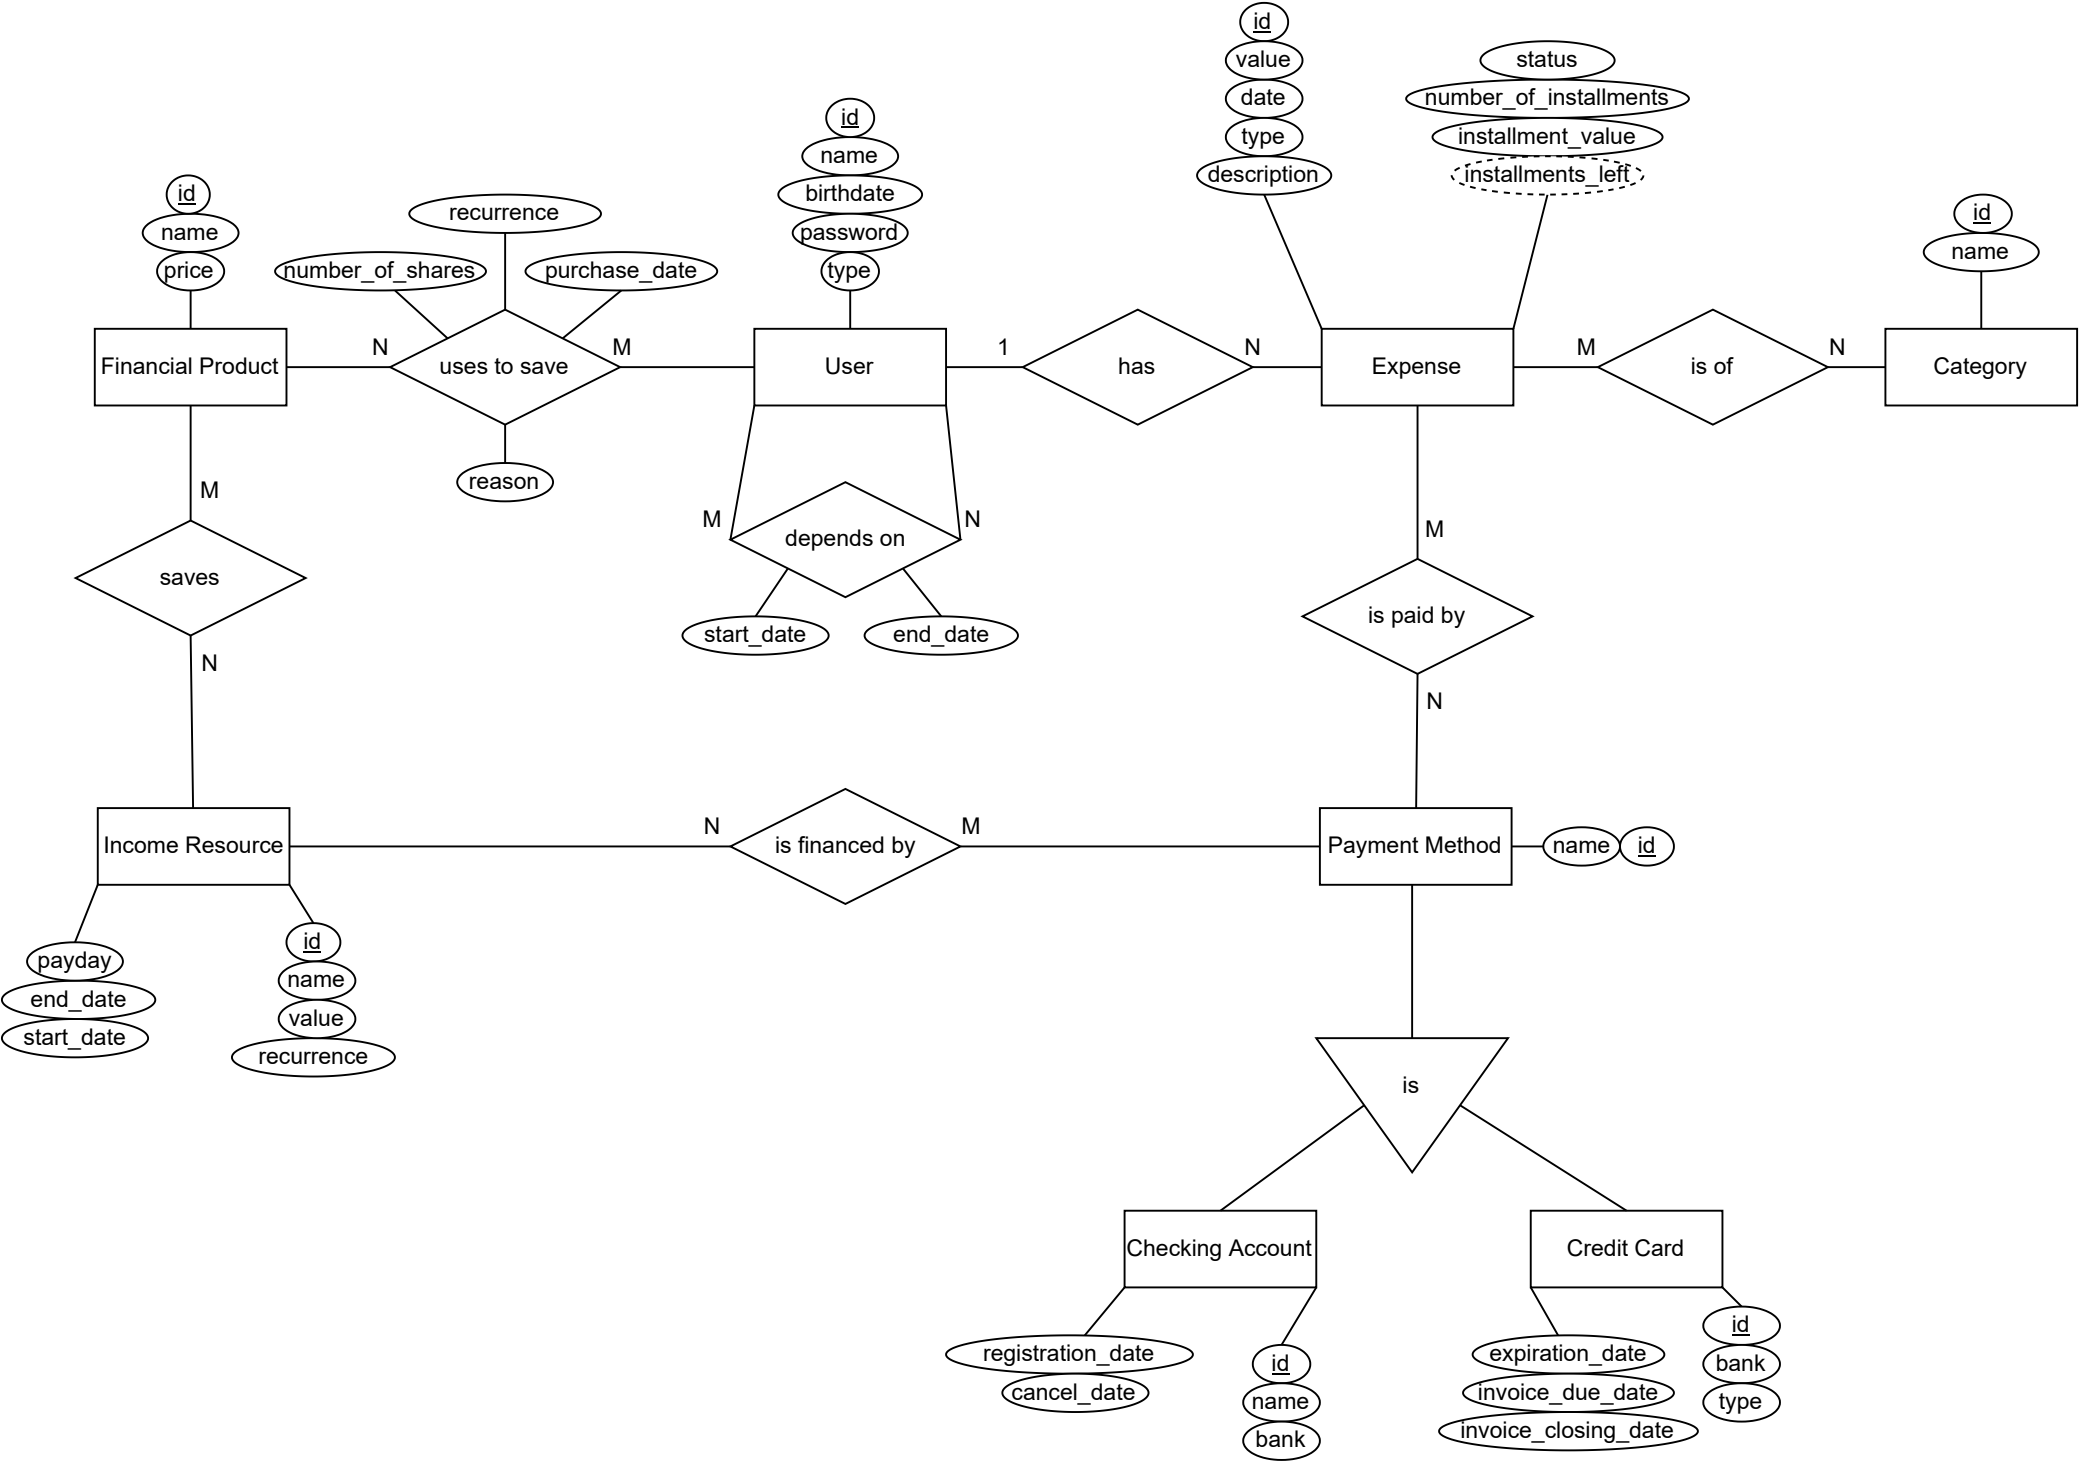 id
value
date
type
description
status
number_of_installments
installment_value
installments_left
id
name
birthdate
password
type
id
name
price
recurrence
number_of_shares
purchase_date
id
name
Financial Product
N
uses to save
M
User
1
has
N
Expense
M
is of
N
Category
reason
M
saves
N
M
depends on
N
start_date
end_date
M
is paid by
N
Income Resource
N
is financed by
M
Payment Method
name
id
payday
end_date
start_date
id
name
value
recurrence
is
Checking Account
Credit Card
registration_date
cancel_date
id
name
bank
expiration_date
invoice_due_date
invoice_closing_date
id
bank
type